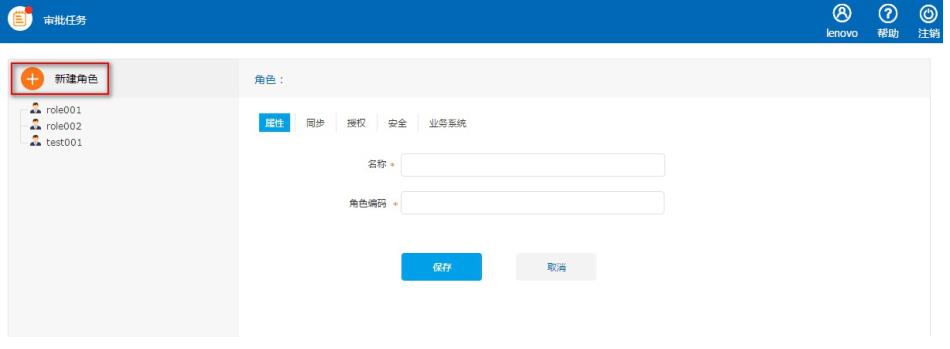 审批任务
lenovo 帮助 注销
新建角色
role001
role002
test001
角色：
属性 同步 授权 安全 业务系统
名称 *
角色编码 *
保存 取消